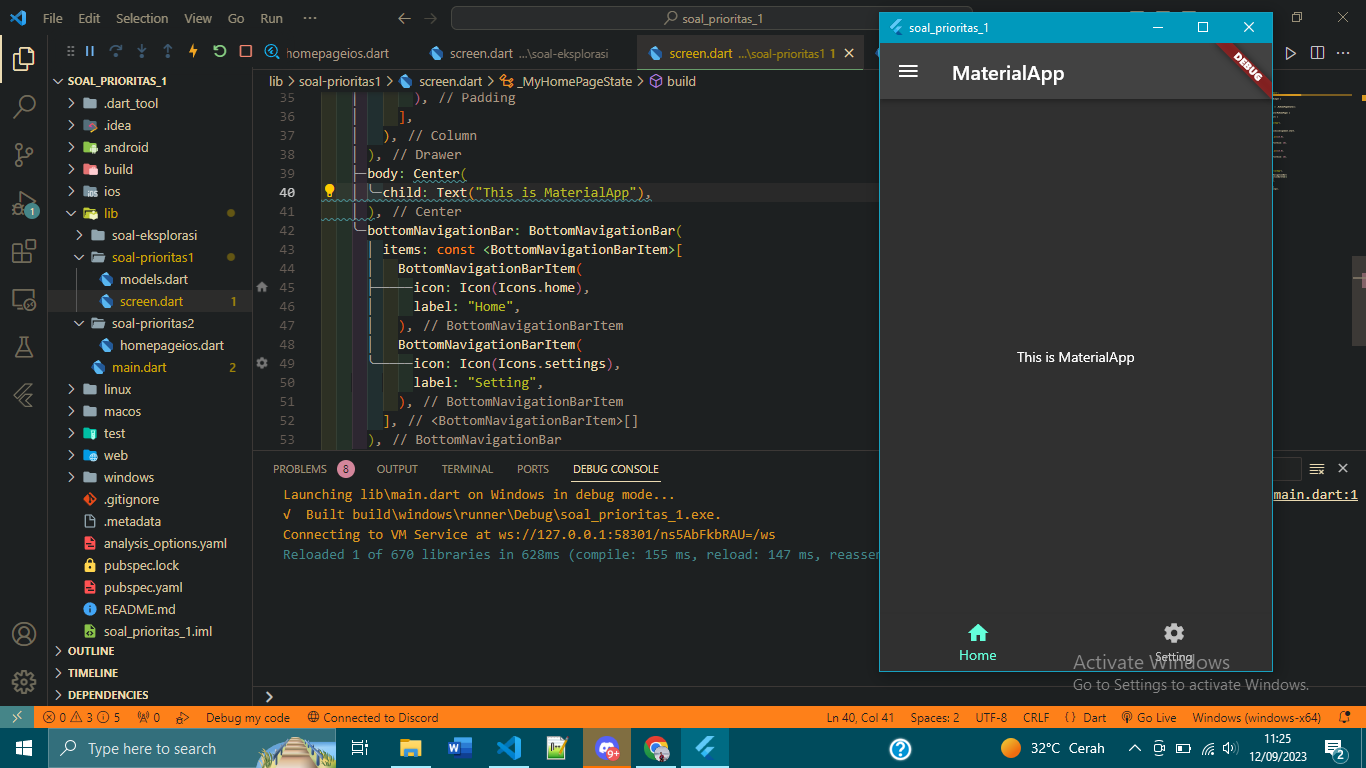 File Edit Selection View Go Run ···
soal_prioritas_1
homepageios.dart
screen.dart ...\soal-eksplorasi
screen.dart ...\soal-prioritas1 1
SOAL_PRIORITAS_1
.dart_tool
.idea
android
build
ios
lib
soal-eksplorasi
soal-prioritas1
models.dart
screen.dart 1
soal-prioritas2
homepageios.dart
main.dart 2
linux
macos
test
web
windows
.gitignore
.metadata
analysis_options.yaml
pubspec.lock
pubspec.yaml
README.md
soal_prioritas_1.iml
OUTLINE
TIMELINE
DEPENDENCIES
1
lib > soal-prioritas1 > screen.dart > _MyHomePageState > build
35 ), // Padding
36 ],
37 ), // Column
38 ), // Drawer
39 body: Center(
40 child: Text("This is MaterialApp"),
41 ), // Center
42 bottomNavigationBar: BottomNavigationBar(
43 items: const <BottomNavigationBarItem>[
44 BottomNavigationBarItem(
45 icon: Icon(Icons.home),
46 label: "Home",
47 ), // BottomNavigationBarItem
48 BottomNavigationBarItem(
49 icon: Icon(Icons.settings),
50 label: "Setting",
51 ), // BottomNavigationBarItem
52 ], // <BottomNavigationBarItem>[]
53 ), // BottomNavigationBar
PROBLEMS 8 OUTPUT TERMINAL PORTS DEBUG CONSOLE
Launching lib\main.dart on Windows in debug mode...
√ Built build\windows\runner\Debug\soal_prioritas_1.exe.
Connecting to VM Service at ws://127.0.0.1:58301/ns5AbFkbRAU=/ws
Reloaded 1 of 670 libraries in 628ms (compile: 155 ms, reload: 147 ms, reassem
main.dart:1
soal_prioritas_1
MaterialApp
DEBUG
This is MaterialApp
Home
Setting
Activate Windows
Go to Settings to activate Windows.
0 3 5 0 Debug my code Connected to Discord
Ln 40, Col 41 Spaces: 2 UTF-8 CRLF {} Dart Go Live Windows (windows-x64)
Type here to search
9+
32°C Cerah
11:25
12/09/2023
2